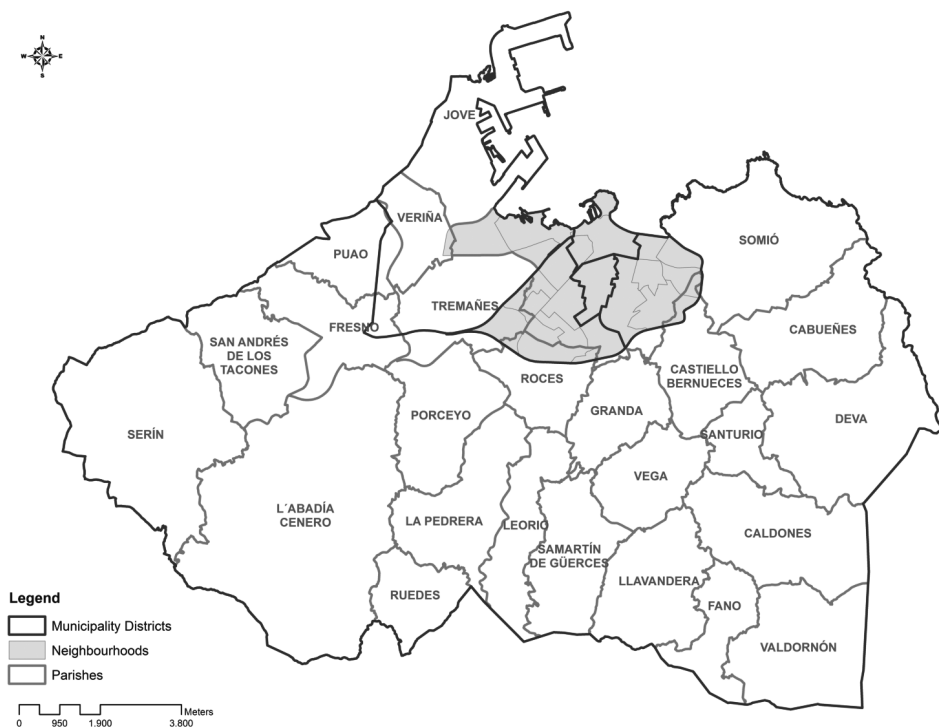 N
W E
S
JOVE
VERIÑA
SOMIÓ
PUAO
TREMAÑES
FRESNO
CABUEÑES
SAN ANDRÉS
DE LOS
TACONES
CASTIELLO
BERNUECES
ROCES
PORCEYO
GRANDA
DEVA
SERÍN
SANTURIO
VEGA
L´ABADÍA
CENERO
LA PEDRERA
LEORIO
CALDONES
SAMARTÍN
DE GÜERCES
LLAVANDERA
RUEDES
FANO
VALDORNÓN
Legend
Municipality Districts
Neighbourhoods
Parishes
Meters
0 950 1.900 3.800